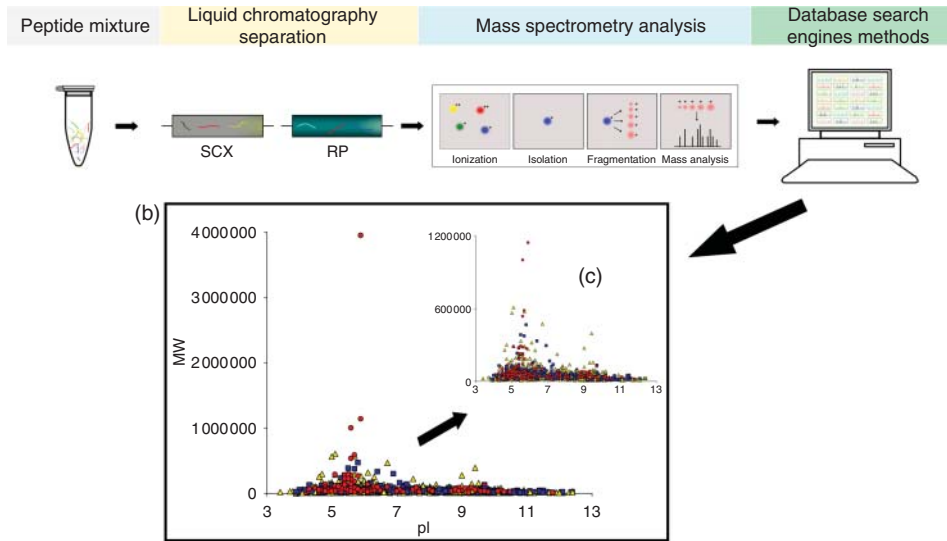 Peptide mixture
Liquid chromatography
separation
Mass spectrometry analysis
Database search
engines methods
SCX
RP
Ionization
Isolation
Fragmentation
Mass analysis
(b)
4000000
3000000
2000000
1000000
0
MW
3
5
7
9
11
13
pI
(c)
1200000
600000
0
3
5
7
9
11
13